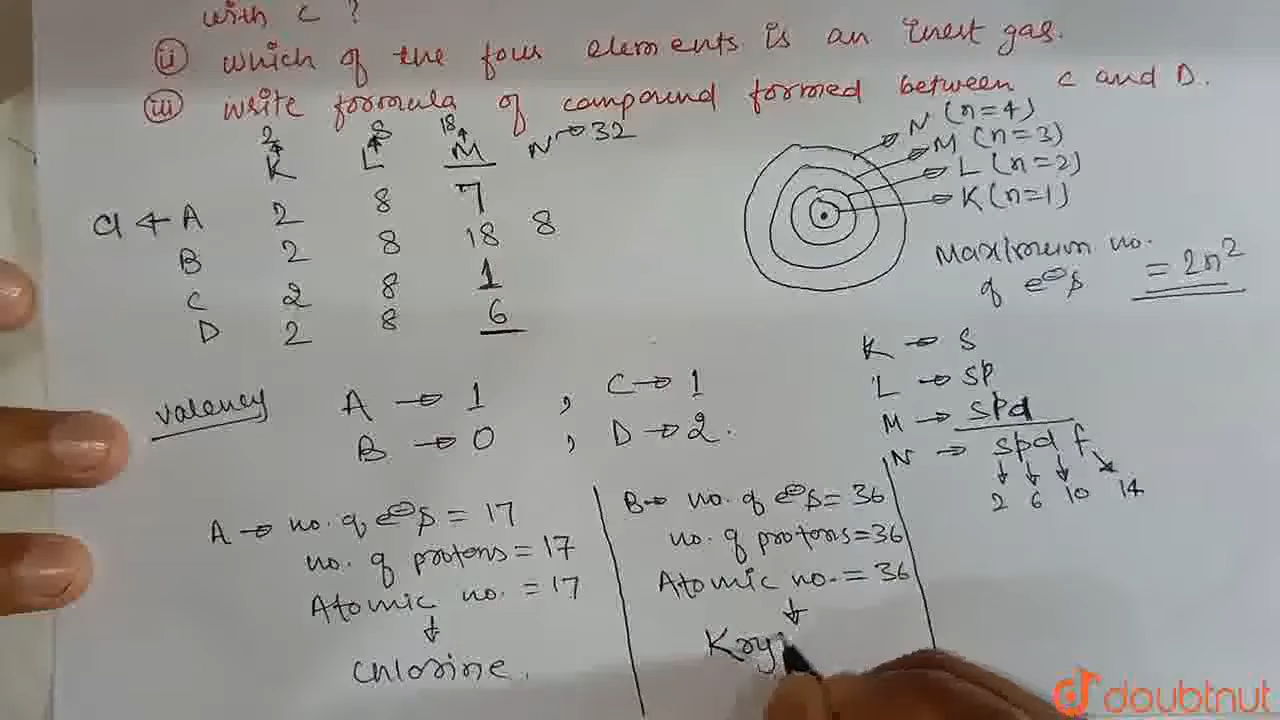 with C ?
(ii) which of the four elements is an inert gas.
(iii) write formula of compound formed between C and D.
2 8 18
K L M N → 32
Cl ← A 2 8 7
B 2 8 18 8
C 2 8 1
D 2 8 6
N (n=4)
M (n=3)
L (n=2)
K (n=1)
Maximum no.
of e⊖s = 2n²
valency A → 1 , C → 1
B → 0 , D → 2.
K → s
L → sp
M → spd
N → spd f
2 6 10 14
A → no. of e⊖s = 17
no. of protons = 17
Atomic no. = 17
↓
Chlorine.
B → no. of e⊖s = 36
no. of protons = 36
Atomic no. = 36
↓
Kry
doubtnut